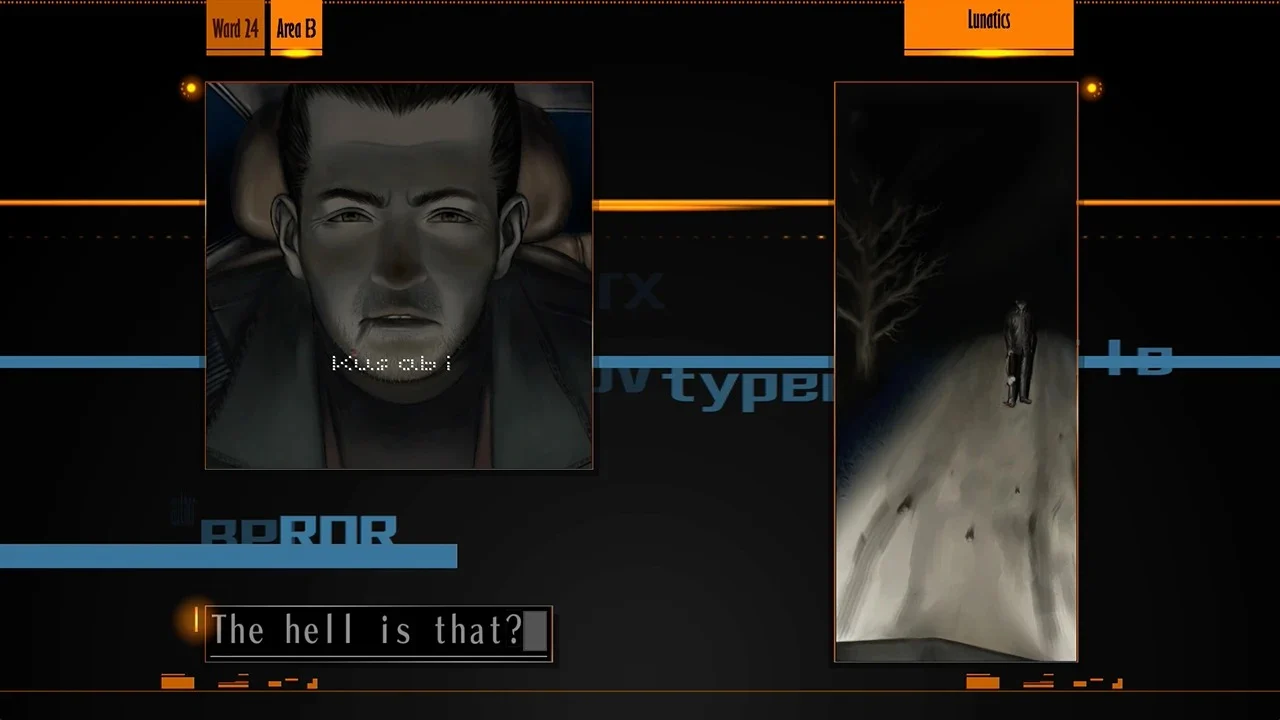 Ward 24
Area B
Lunatics
Kusabi
The hell is that?